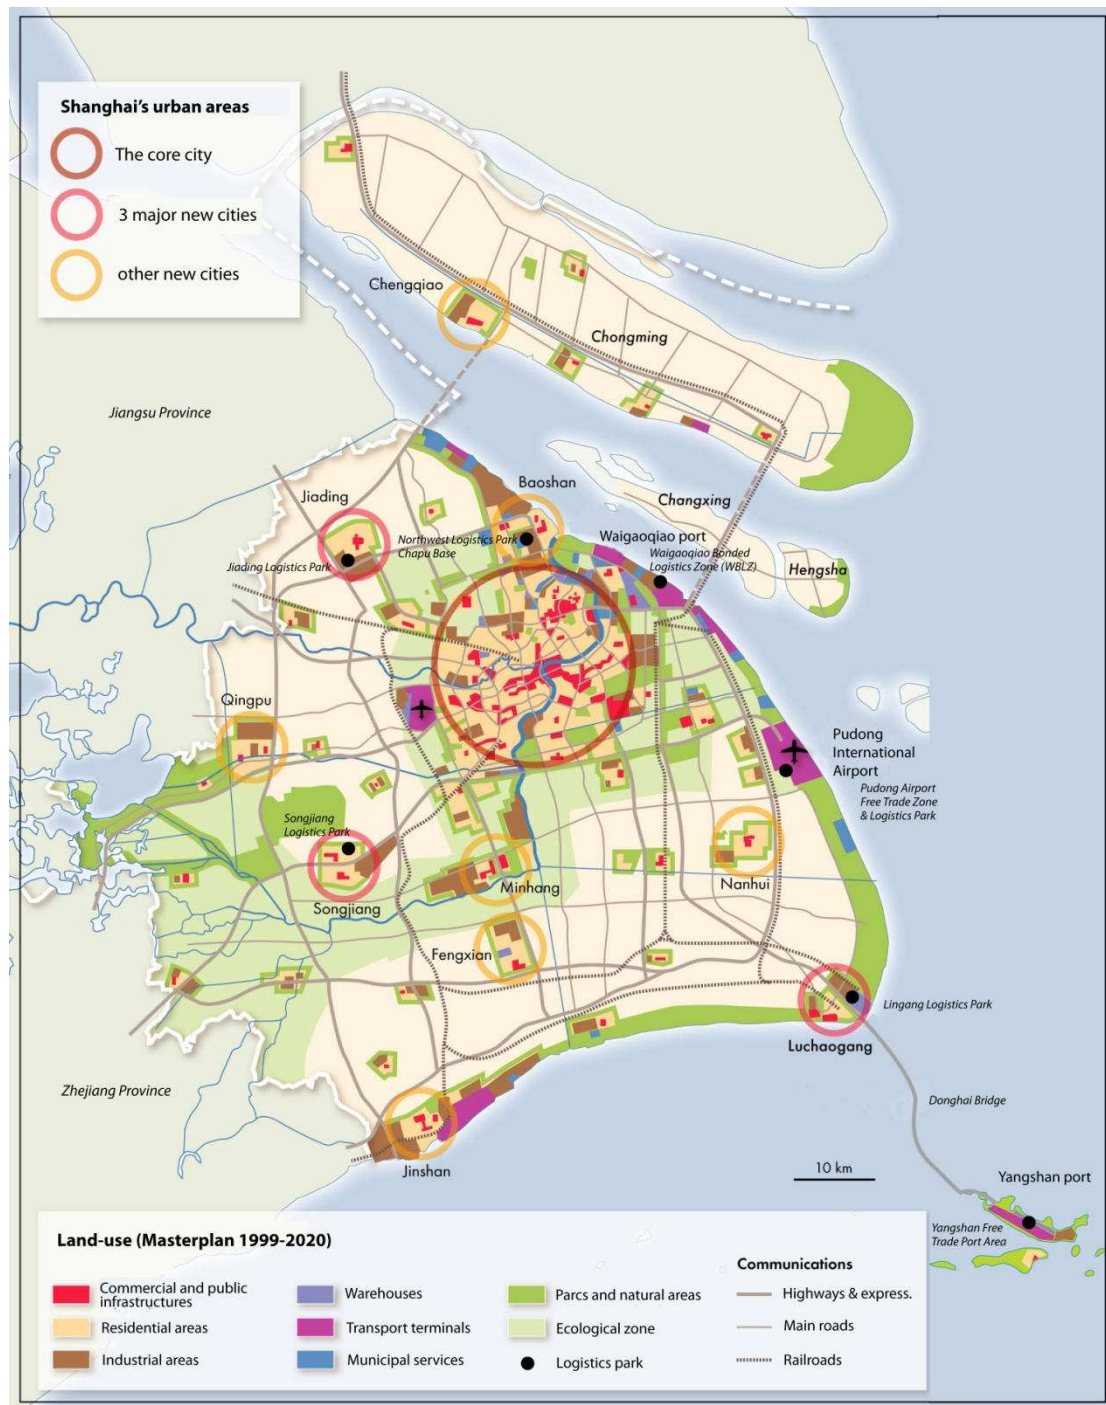 Shanghai's urban areas
The core city
3 major new cities
other new cities
Chengqiao
Chongming
Jiangsu Province
Jiading
Baoshan
Changxing
Northwest Logistics Park
Chapu Base
Waigaoqiao port
Waigaoqiao Bonded
Logistics Zone (WBLZ)
Jiading Logistics Park
Hengsha
Qingpu
Pudong
International
Airport
Pudong Airport
Free Trade Zone
& Logistics Park
Songjiang
Logistics Park
Nanhui
Minhang
Songjiang
Fengxian
Lingang Logistics Park
Luchaogang
Zhejiang Province
Donghai Bridge
Jinshan
10 km
Yangshan port
Yangshan Free
Trade Port Area
Land-use (Masterplan 1999-2020)
Commercial and public
infrastructures
Residential areas
Industrial areas
Warehouses
Transport terminals
Municipal services
Parcs and natural areas
Ecological zone
Logistics park
Communications
Highways & express.
Main roads
Railroads